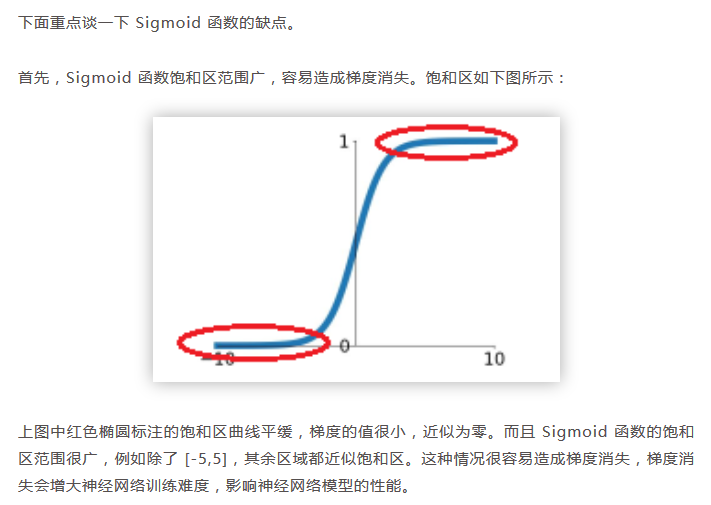 下面重点谈一下 Sigmoid 函数的缺点。
首先，Sigmoid 函数饱和区范围广，容易造成梯度消失。饱和区如下图所示：
1
0
-10
10
上图中红色椭圆标注的饱和区曲线平缓，梯度的值很小，近似为零。而且 Sigmoid 函数的饱和
区范围很广，例如除了 [-5,5]，其余区域都近似饱和区。这种情况很容易造成梯度消失，梯度消
失会增大神经网络训练难度，影响神经网络模型的性能。